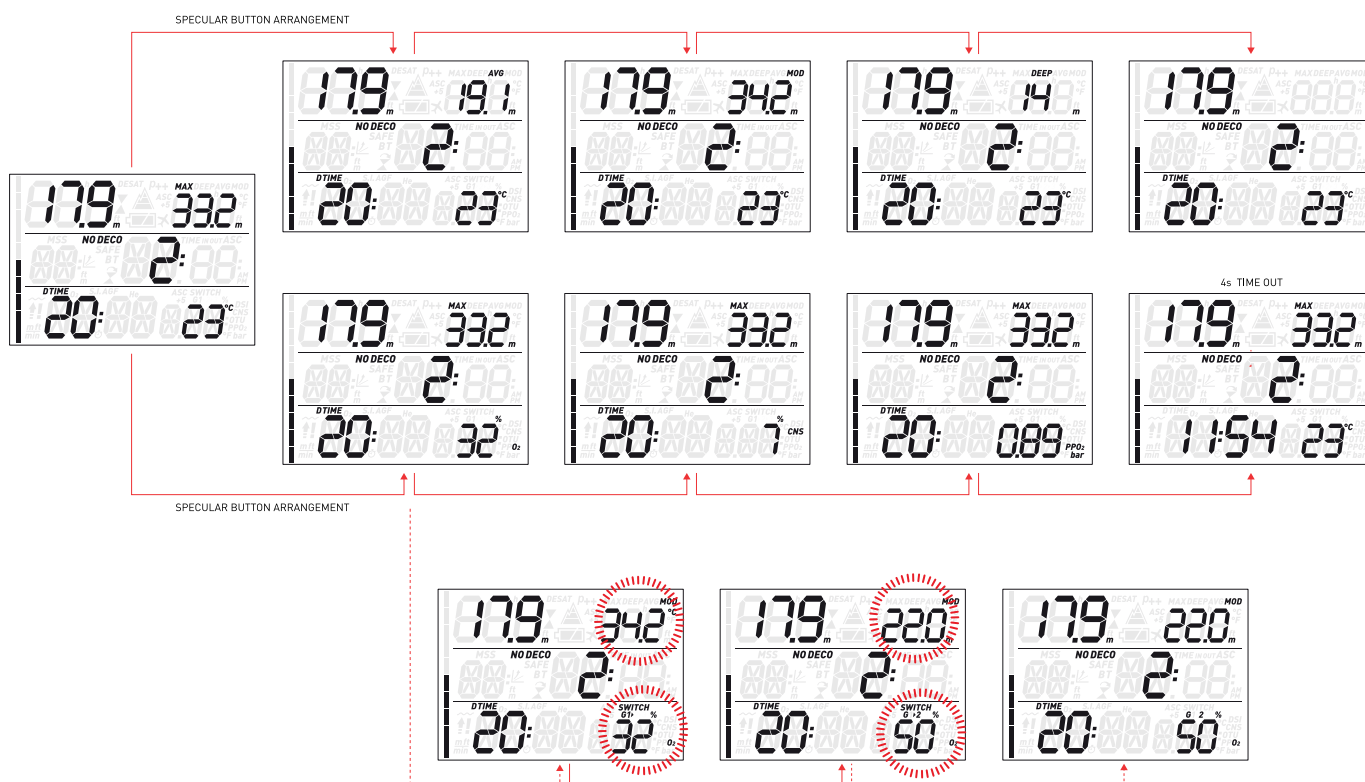 SPECULAR BUTTON ARRANGEMENT
17.9 m AVG 19.1 m
NO DECO 2:
DTIME 20: 23 °C
17.9 m MOD 34.2 m
NO DECO 2:
DTIME 20: 23 °C
17.9 m DEEP 14 m
NO DECO 2:
DTIME 20: 23 °C
17.9 m
NO DECO 2:
DTIME 20: 23 °C
17.9 m MAX 33.2 m
NO DECO 2:
DTIME 20: 23 °C
4s TIME OUT
17.9 m MAX 33.2 m
NO DECO 2:
DTIME 20: 32 % O₂
17.9 m MAX 33.2 m
NO DECO 2:
DTIME 20: 7 % CNS
17.9 m MAX 33.2 m
NO DECO 2:
DTIME 20: 0.89 PPO₂ bar
17.9 m MAX 33.2 m
NO DECO 2:
DTIME 11:54 23 °C
SPECULAR BUTTON ARRANGEMENT
17.9 m MOD 34.2 °C m
NO DECO 2:
DTIME 20: SWITCH G1 32 % O₂
17.9 m MOD 22.0 m
NO DECO 2:
DTIME 20: SWITCH G 2 50 % O₂
17.9 m MOD 22.0 m
NO DECO 2:
DTIME 20: G 2 50 % O₂